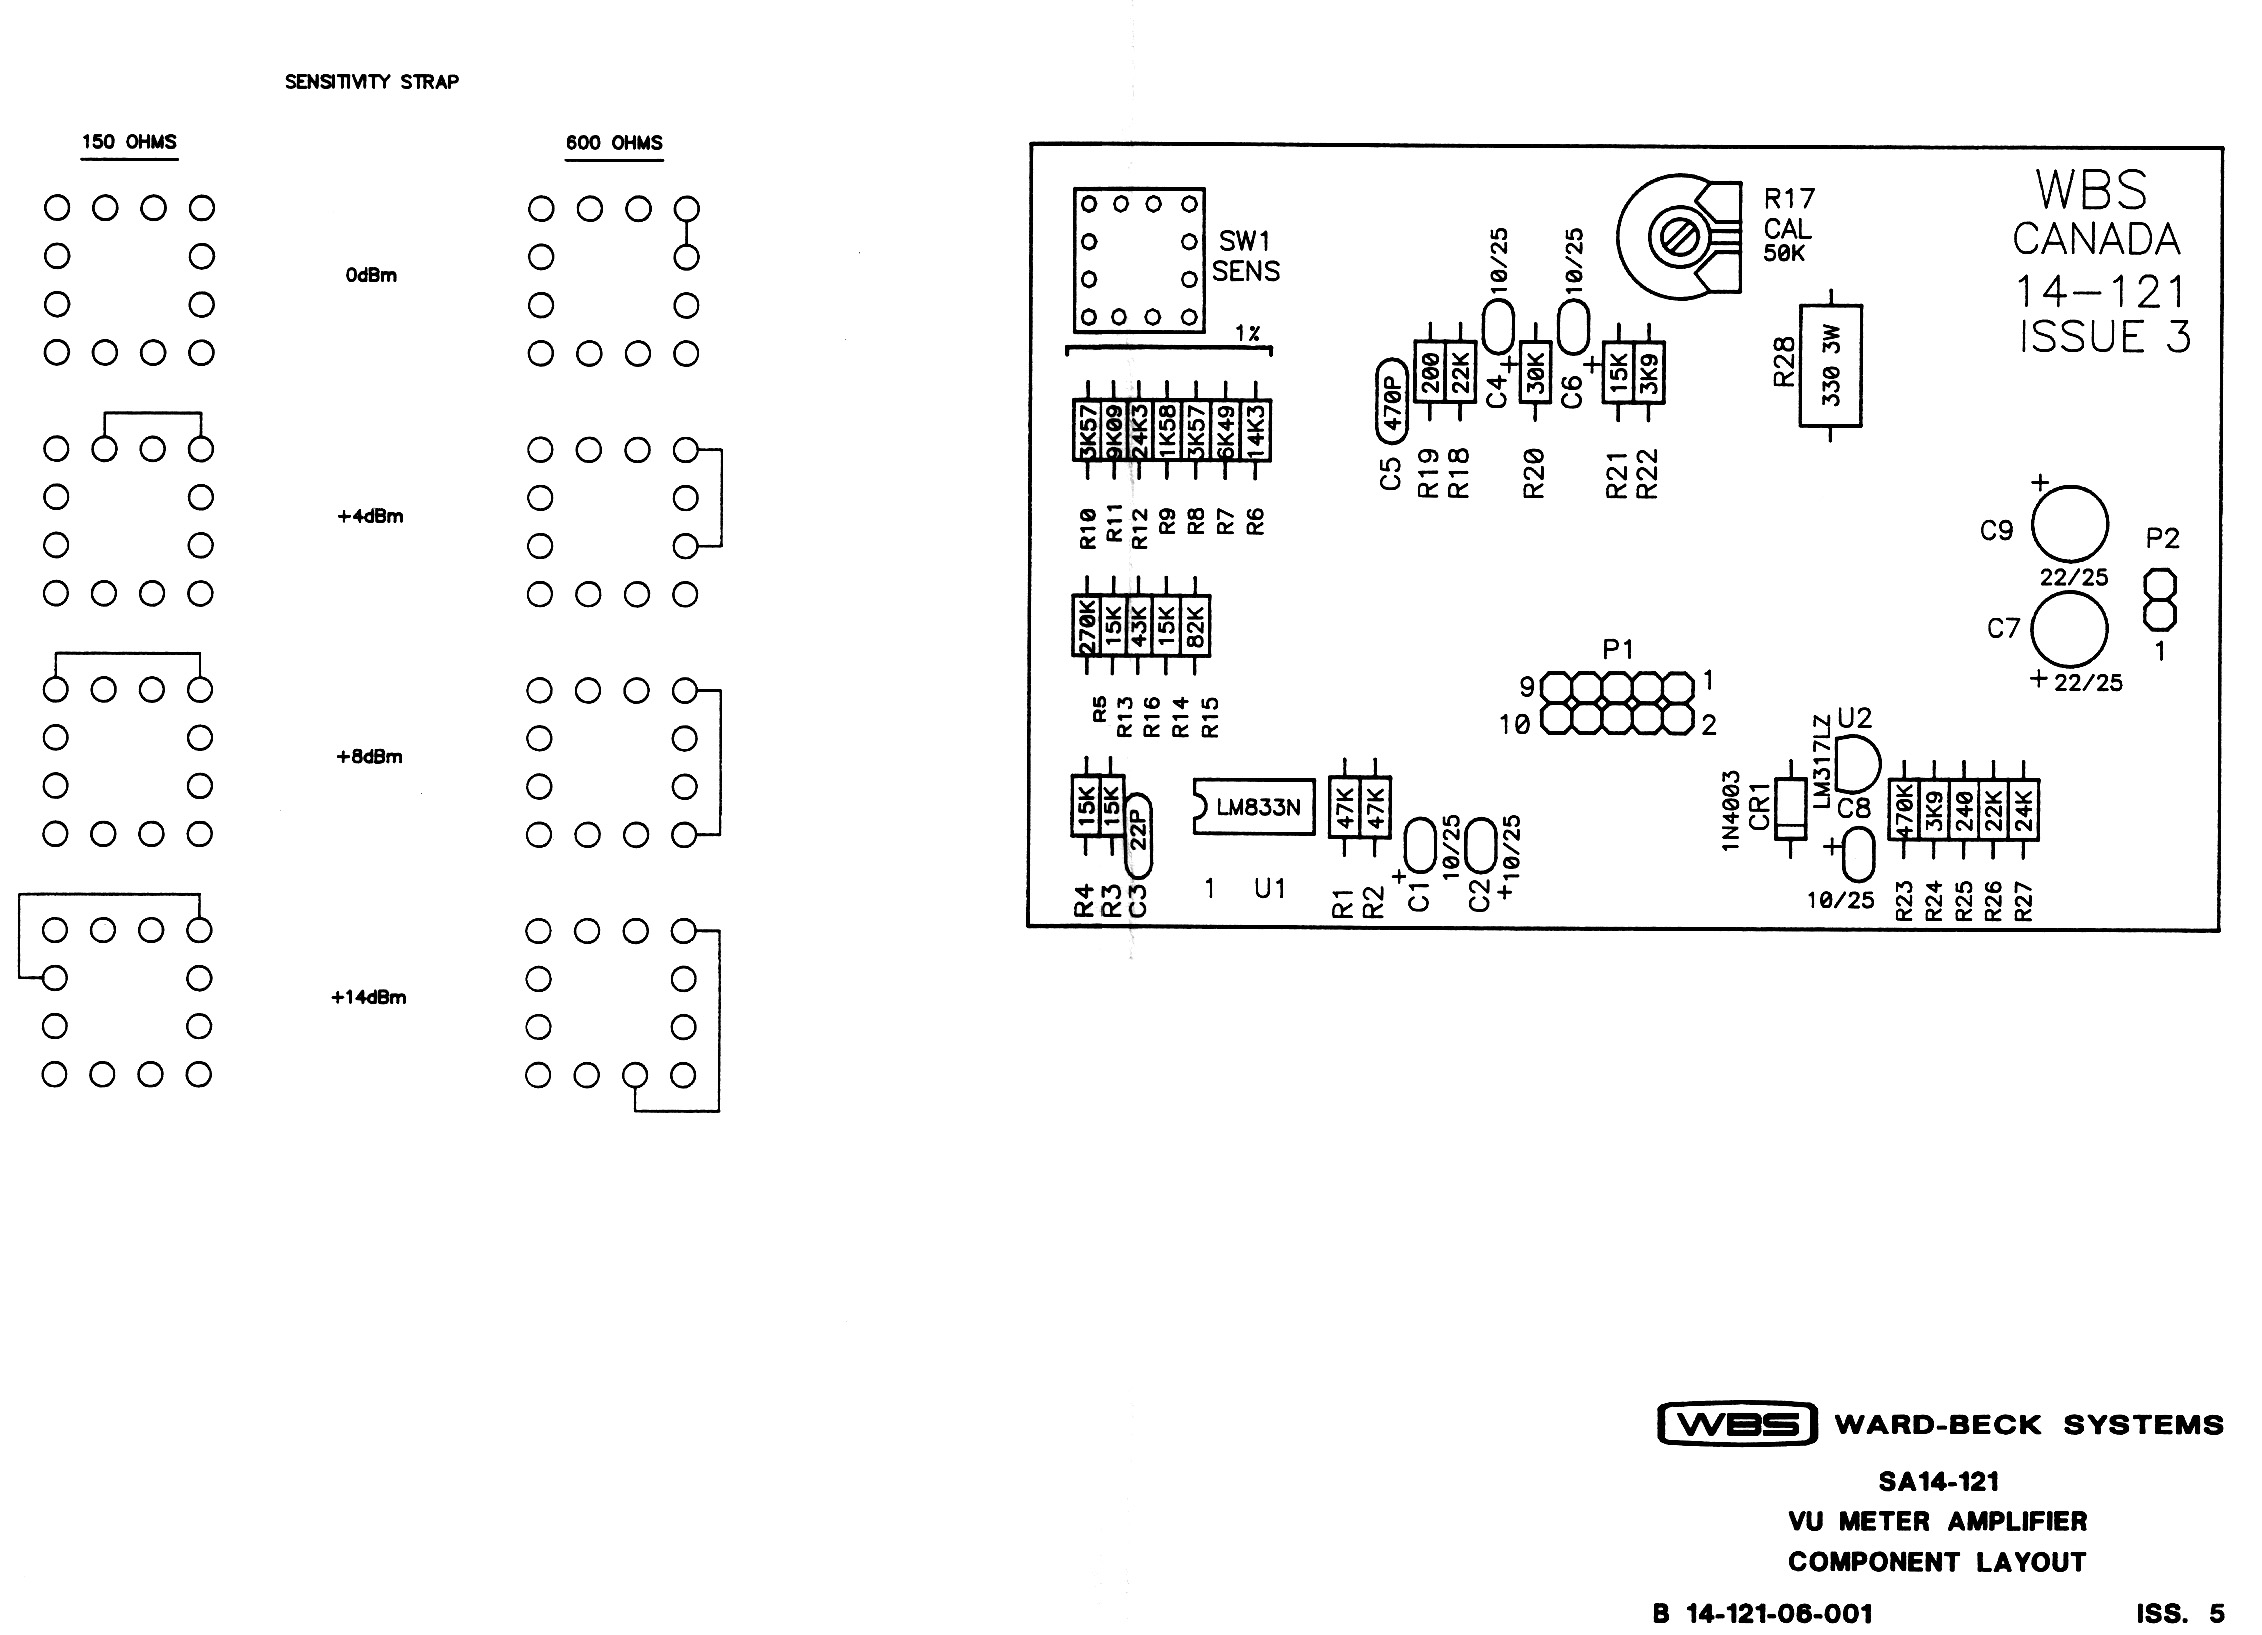 SENSITIVITY STRAP
150 OHMS
600 OHMS
0dBm
+4dBm
+8dBm
+14dBm
WBS
CANADA
14-121
ISSUE 3
SW1
SENS
1%
R17
CAL
50K
10/25
10/25
C4 +
C6 +
470P
200
22K
30K
15K
3K9
C5
R19
R18
R20
R21
R22
R28
330 3W
3K57
9K09
24K3
1K58
3K57
6K49
14K3
R10
R11
R12
R9
R8
R7
R6
+
C9
22/25
P2
C7
1
+ 22/25
270K
15K
43K
15K
82K
R5
R13
R16
R14
R15
P1
9
1
10
2
15K
15K
22P
R4
R3
C3
LM833N
1
U1
47K
47K
R1
R2
10/25
+
C1
10/25
+
C2
1N4003
CR1
LM317LZ
U2
C8
+
10/25
470K
3K9
240
22K
24K
R23
R24
R25
R26
R27
WBS WARD-BECK SYSTEMS
SA14-121
VU METER AMPLIFIER
COMPONENT LAYOUT
B 14-121-06-001 ISS. 5